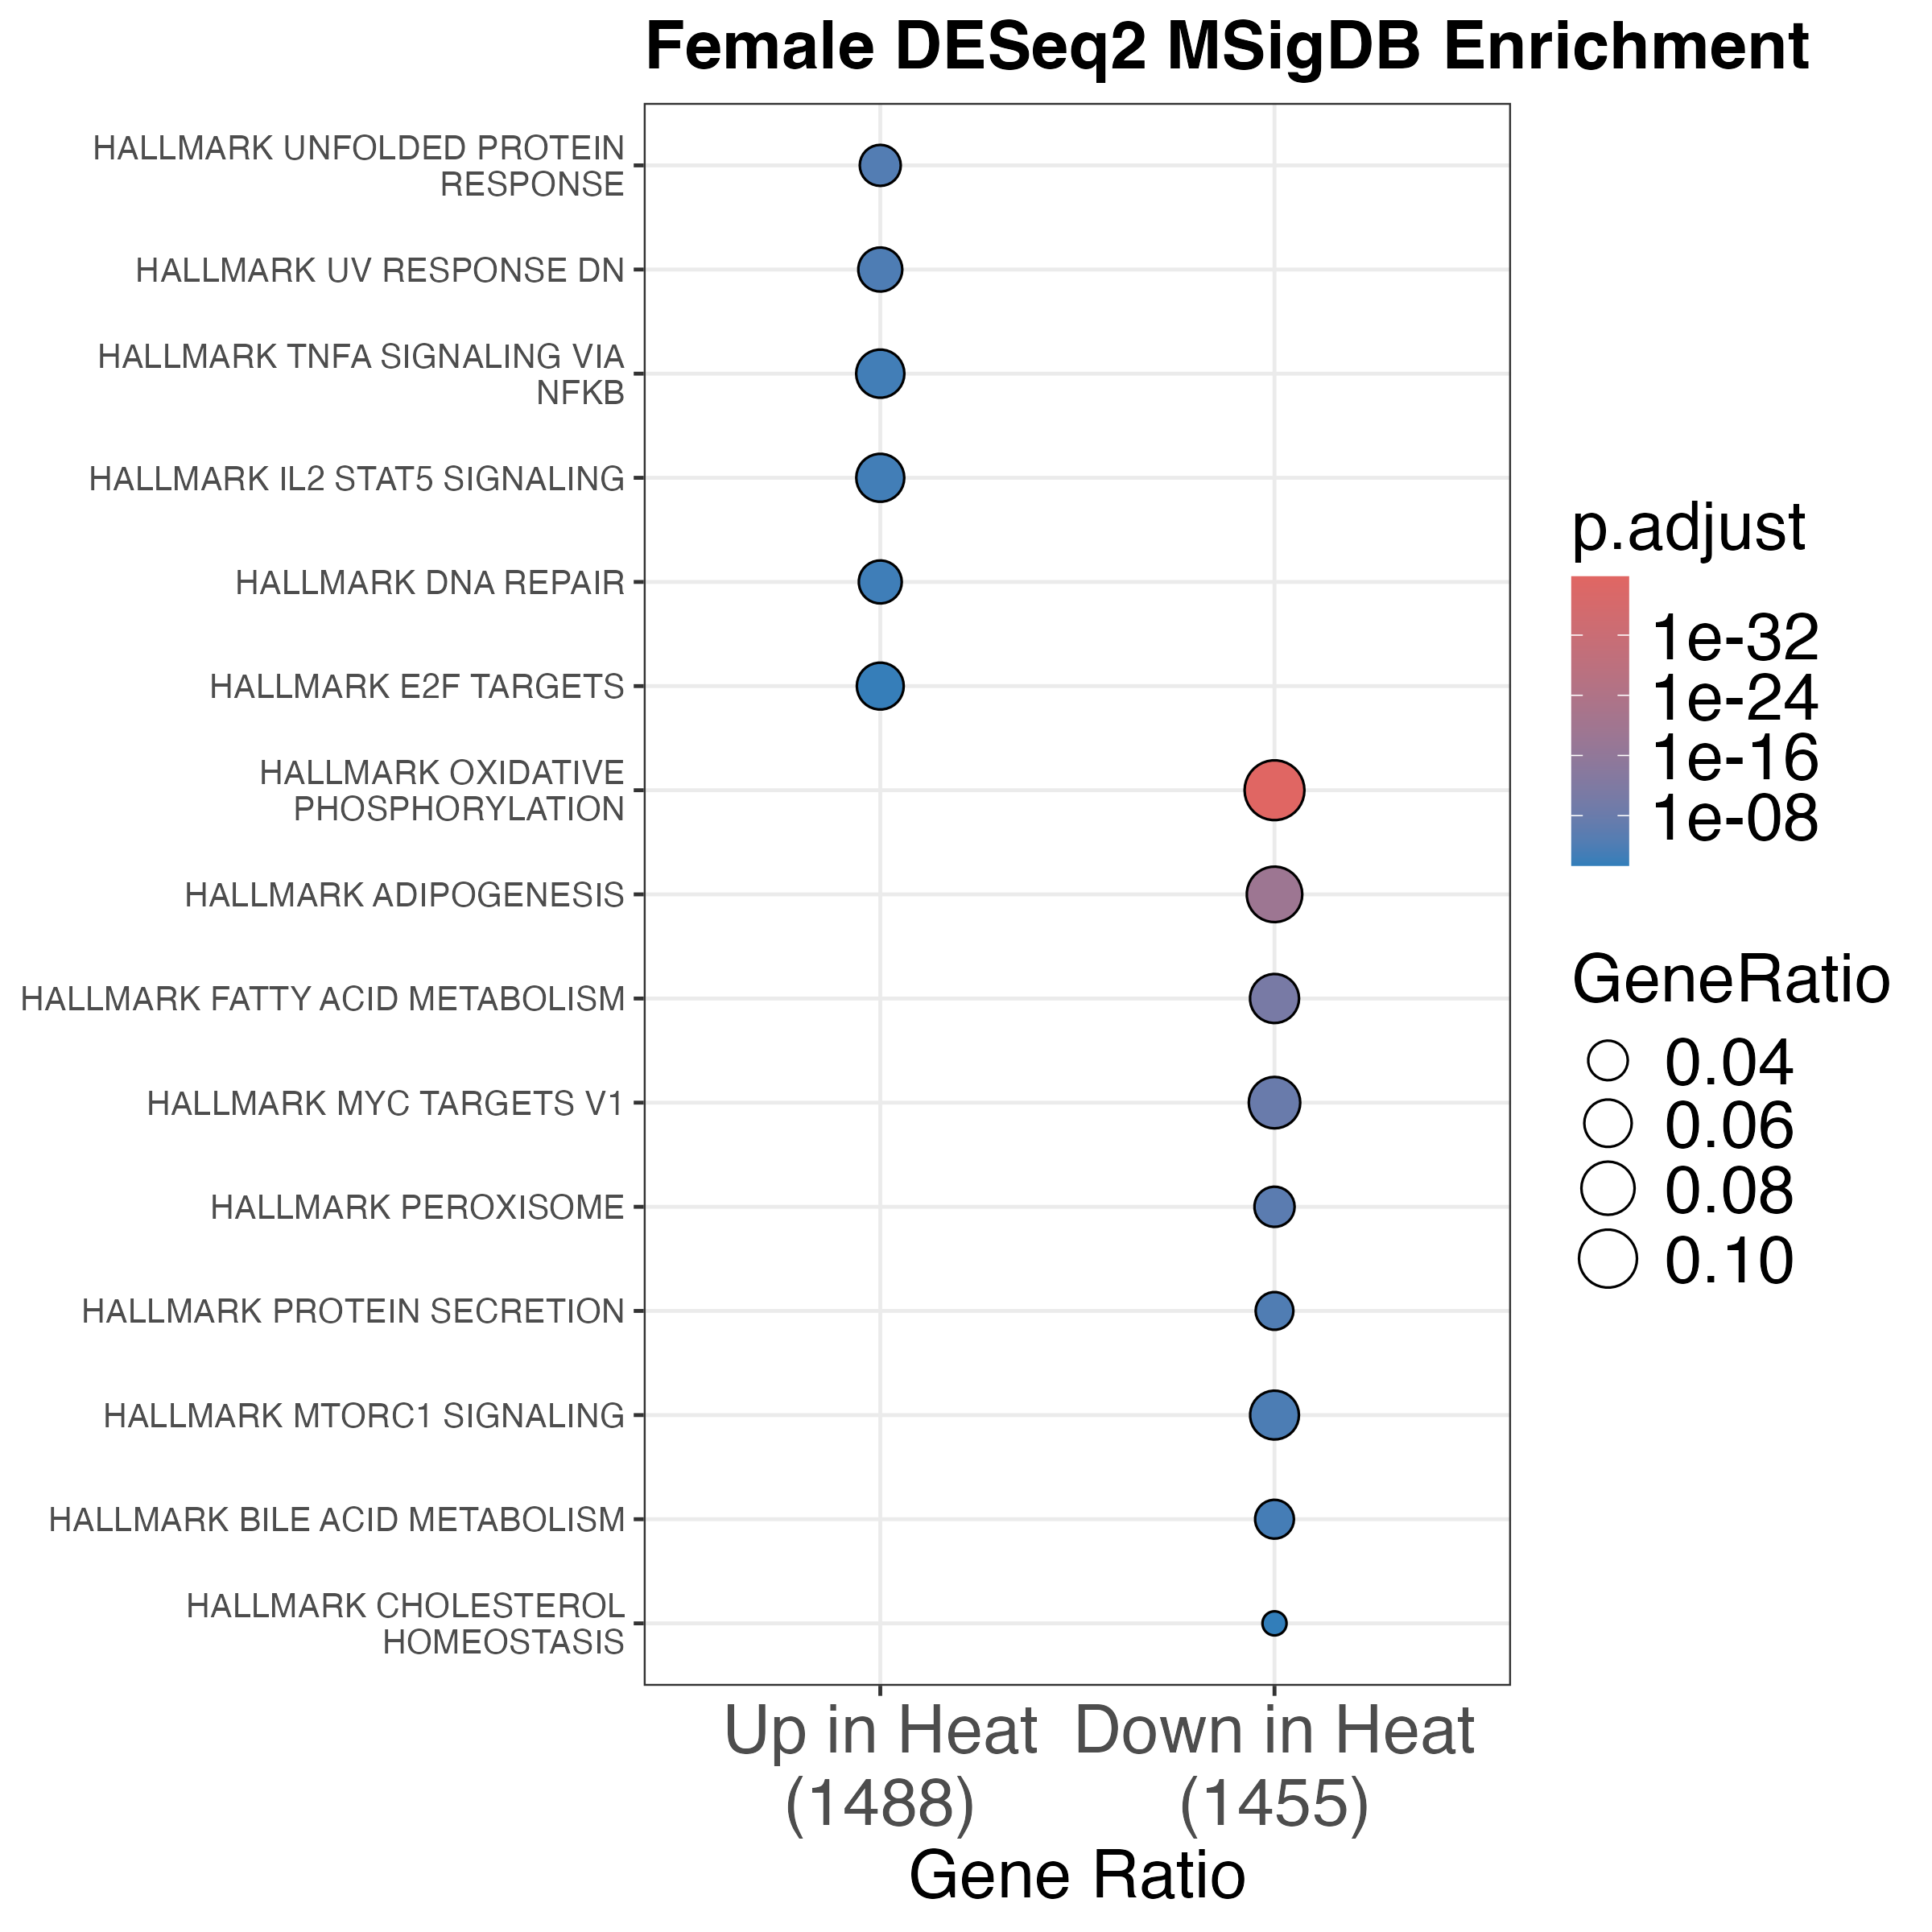 Female DESeq2 MSigDB Enrichment
HALLMARK UNFOLDED PROTEIN
RESPONSE
HALLMARK UV RESPONSE DN
HALLMARK TNFA SIGNALING VIA
NFKB
HALLMARK IL2 STAT5 SIGNALING
HALLMARK DNA REPAIR
HALLMARK E2F TARGETS
HALLMARK OXIDATIVE
PHOSPHORYLATION
HALLMARK ADIPOGENESIS
HALLMARK FATTY ACID METABOLISM
HALLMARK MYC TARGETS V1
HALLMARK PEROXISOME
HALLMARK PROTEIN SECRETION
HALLMARK MTORC1 SIGNALING
HALLMARK BILE ACID METABOLISM
HALLMARK CHOLESTEROL
HOMEOSTASIS
Up in Heat
(1488)
Down in Heat
(1455)
Gene Ratio
p.adjust
1e-32
1e-24
1e-16
1e-08
GeneRatio
0.04
0.06
0.08
0.10